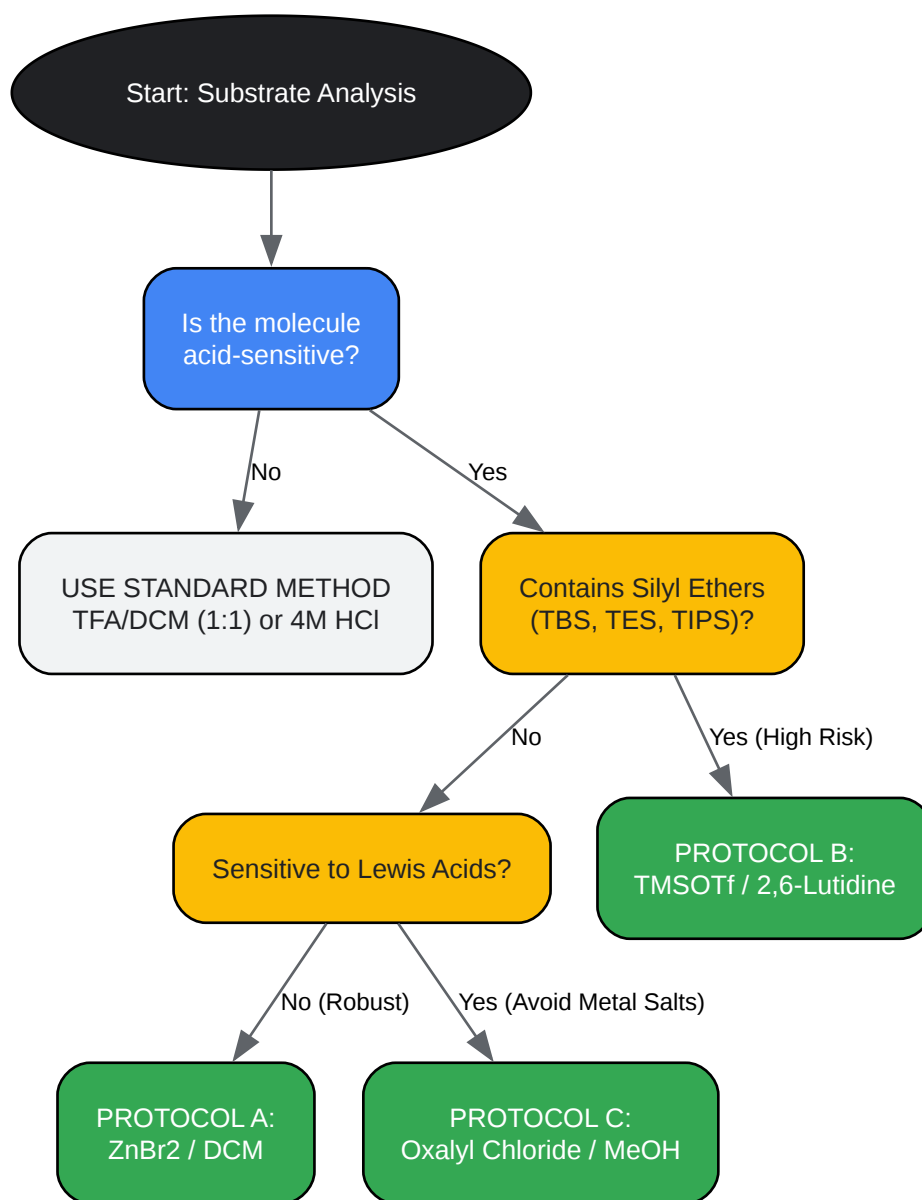 Start: Substrate Analysis
Is the molecule
acid-sensitive?
No
Yes
USE STANDARD METHOD
TFA/DCM (1:1) or 4M HCl
Contains Silyl Ethers
(TBS, TES, TIPS)?
No
Yes (High Risk)
Sensitive to Lewis Acids?
PROTOCOL B:
TMSOTf / 2,6-Lutidine
No (Robust)
Yes (Avoid Metal Salts)
PROTOCOL A:
ZnBr2 / DCM
PROTOCOL C:
Oxalyl Chloride / MeOH